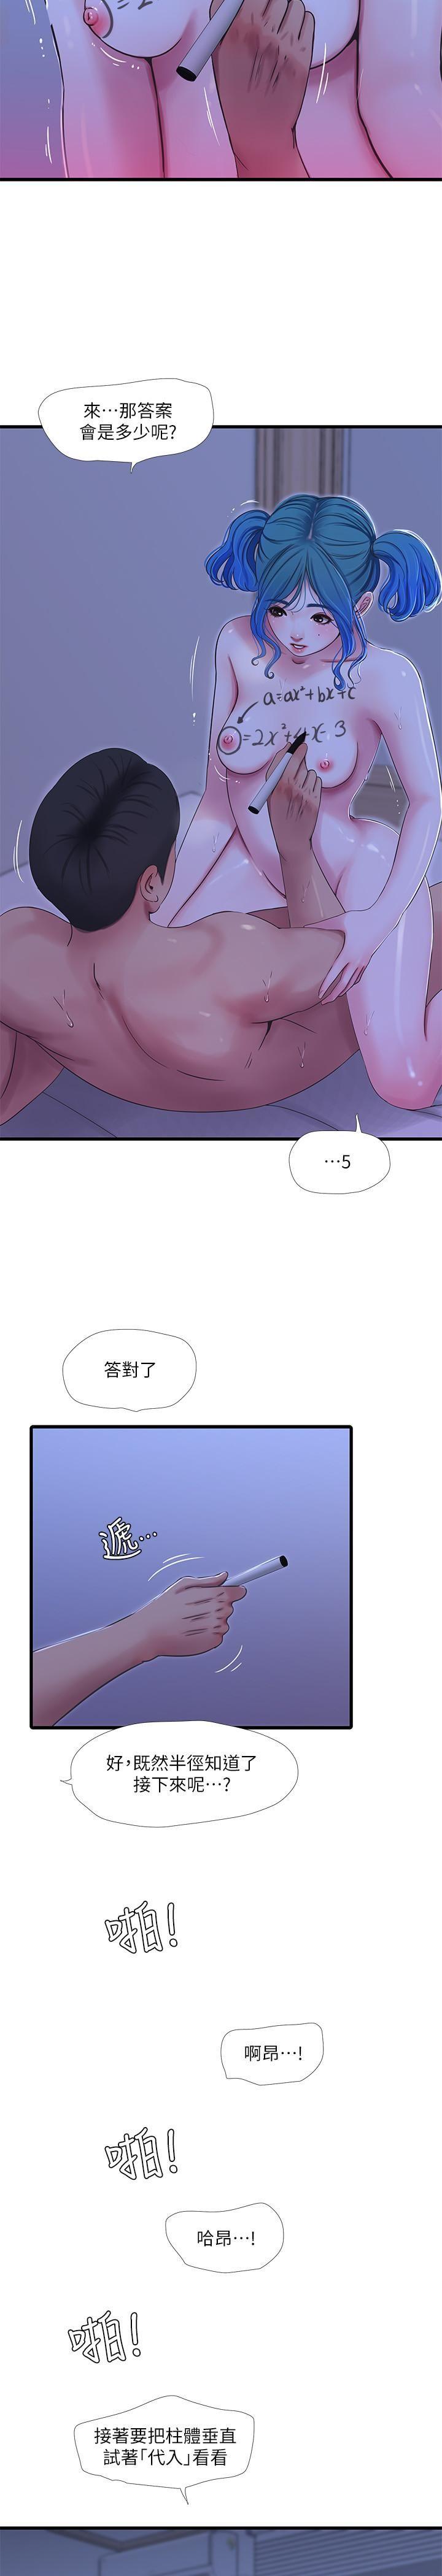 來…那答案
會是多少呢?
a=ax²+bx+c
=2x²+4x-3
…5
答對了
遞…
好,既然半徑知道了
接下來呢…?
啪!
啊昂…!
啪!
哈昂…!
啪!
接著要把柱體垂直
試著「代入」看看